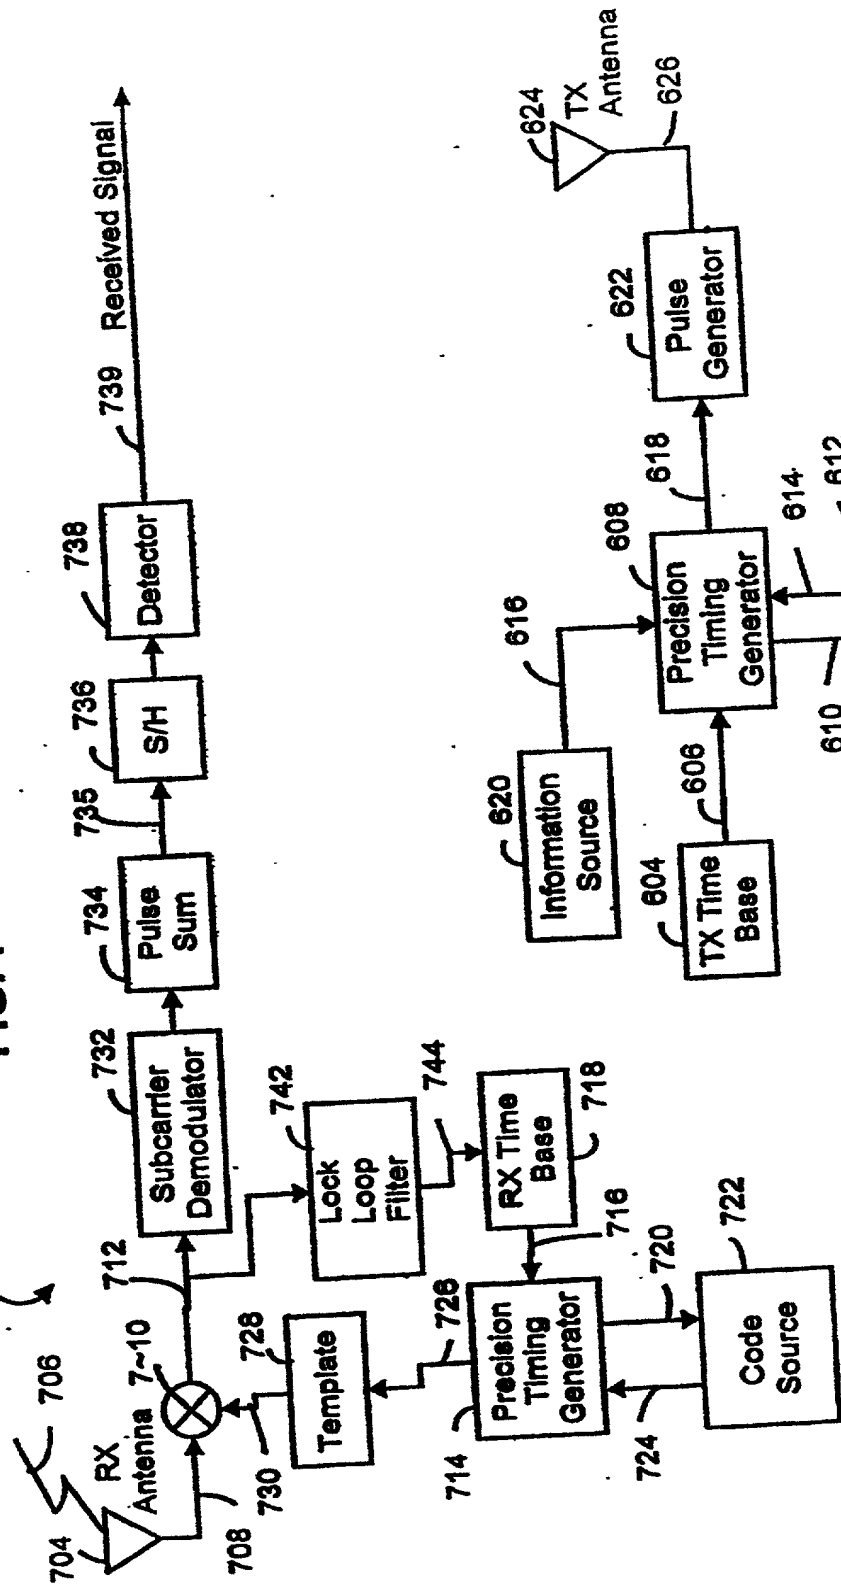 706
704
RX
Antenna
7~10
708
712
732
Subcarrier
Demodulator
734
Pulse
Sum
735
736
S/H
738
Detector
739
Received Signal
730
728
Template
726
742
Lock
Loop
Filter
744
RX Time
Base
718
716
714
Precision
Timing
Generator
724
720
722
Code
Source
620
Information
Source
616
604
TX Time
Base
606
608
Precision
Timing
Generator
610
614
612
618
622
Pulse
Generator
624
TX
Antenna
626